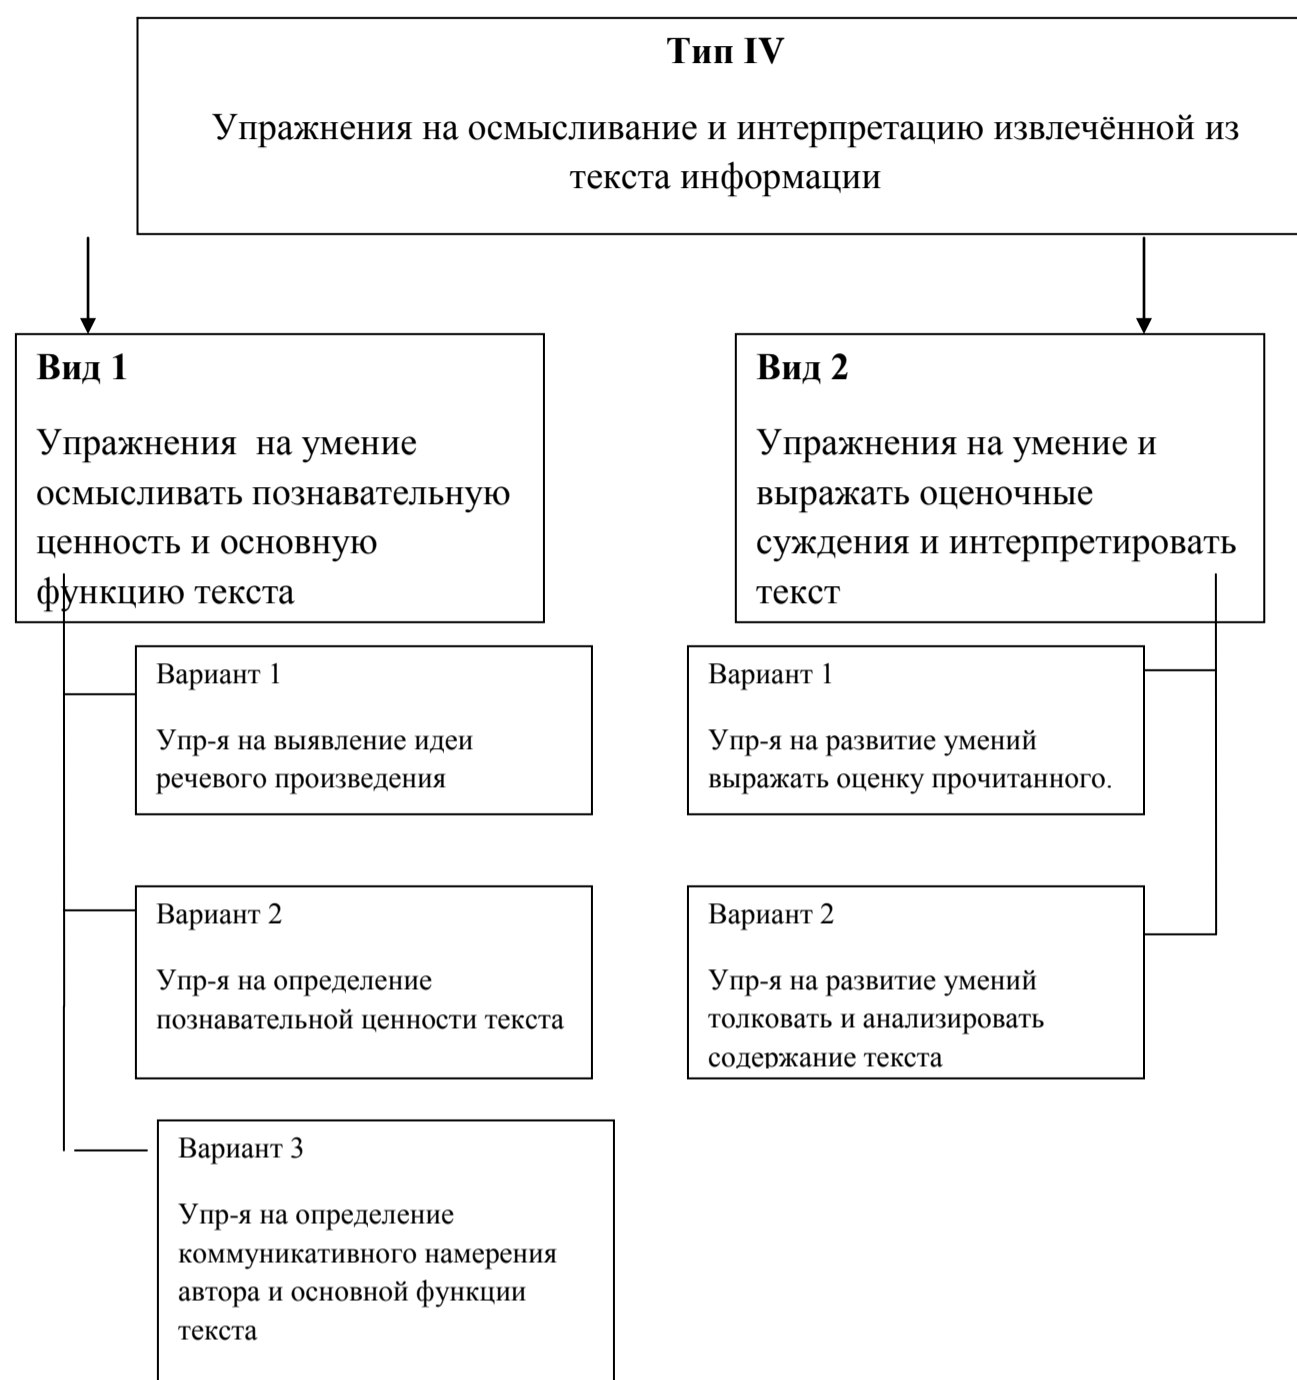 Тип IV
Упражнения на осмысливание и интерпретацию извлечённой из
текста информации
Вид 1
Упражнения на умение
осмысливать познавательную
ценность и основную
функцию текста
Вариант 1
Упр-я на выявление идеи
речевого произведения
Вариант 2
Упр-я на определение
познавательной ценности текста
Вариант 3
Упр-я на определение
коммуникативного намерения
автора и основной функции
текста
Вид 2
Упражнения на умение и
выражать оценочные
суждения и интерпретировать
текст
Вариант 1
Упр-я на развитие умений
выражать оценку прочитанного.
Вариант 2
Упр-я на развитие умений
толковать и анализировать
содержание текста